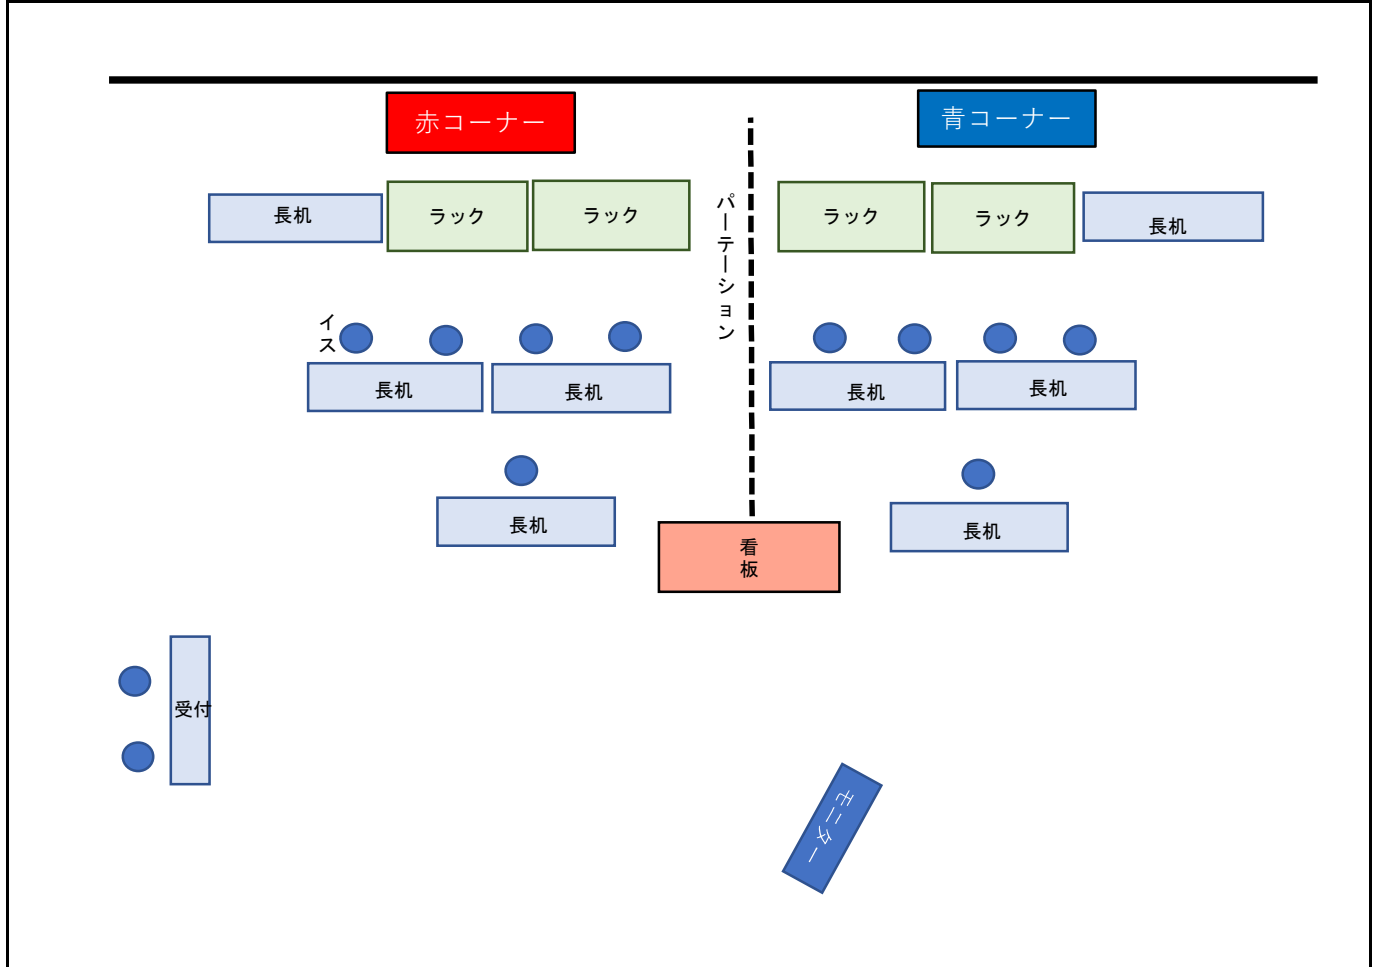 赤コーナー
青コーナー
長机
ラック
ラック
パーテーション
ラック
ラック
長机
イス
長机
長机
長机
長机
長机
長机
看板
受付
モニター